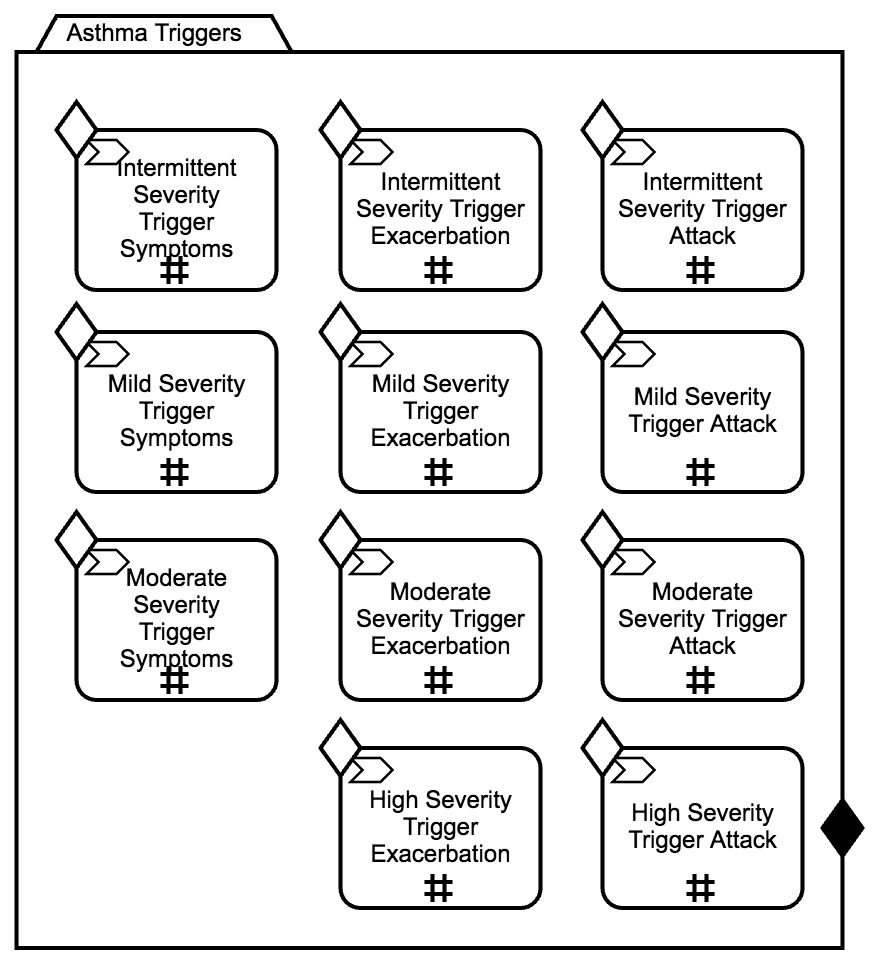 Asthma Triggers
Intermittent
Severity
Trigger
Symptoms
Intermittent
Severity Trigger
Exacerbation
Intermittent
Severity Trigger
Attack
Mild Severity
Trigger
Symptoms
Mild Severity
Trigger
Exacerbation
Mild Severity
Trigger Attack
Moderate
Severity
Trigger
Symptoms
Moderate
Severity Trigger
Exacerbation
Moderate
Severity Trigger
Attack
High Severity
Trigger
Exacerbation
High Severity
Trigger Attack